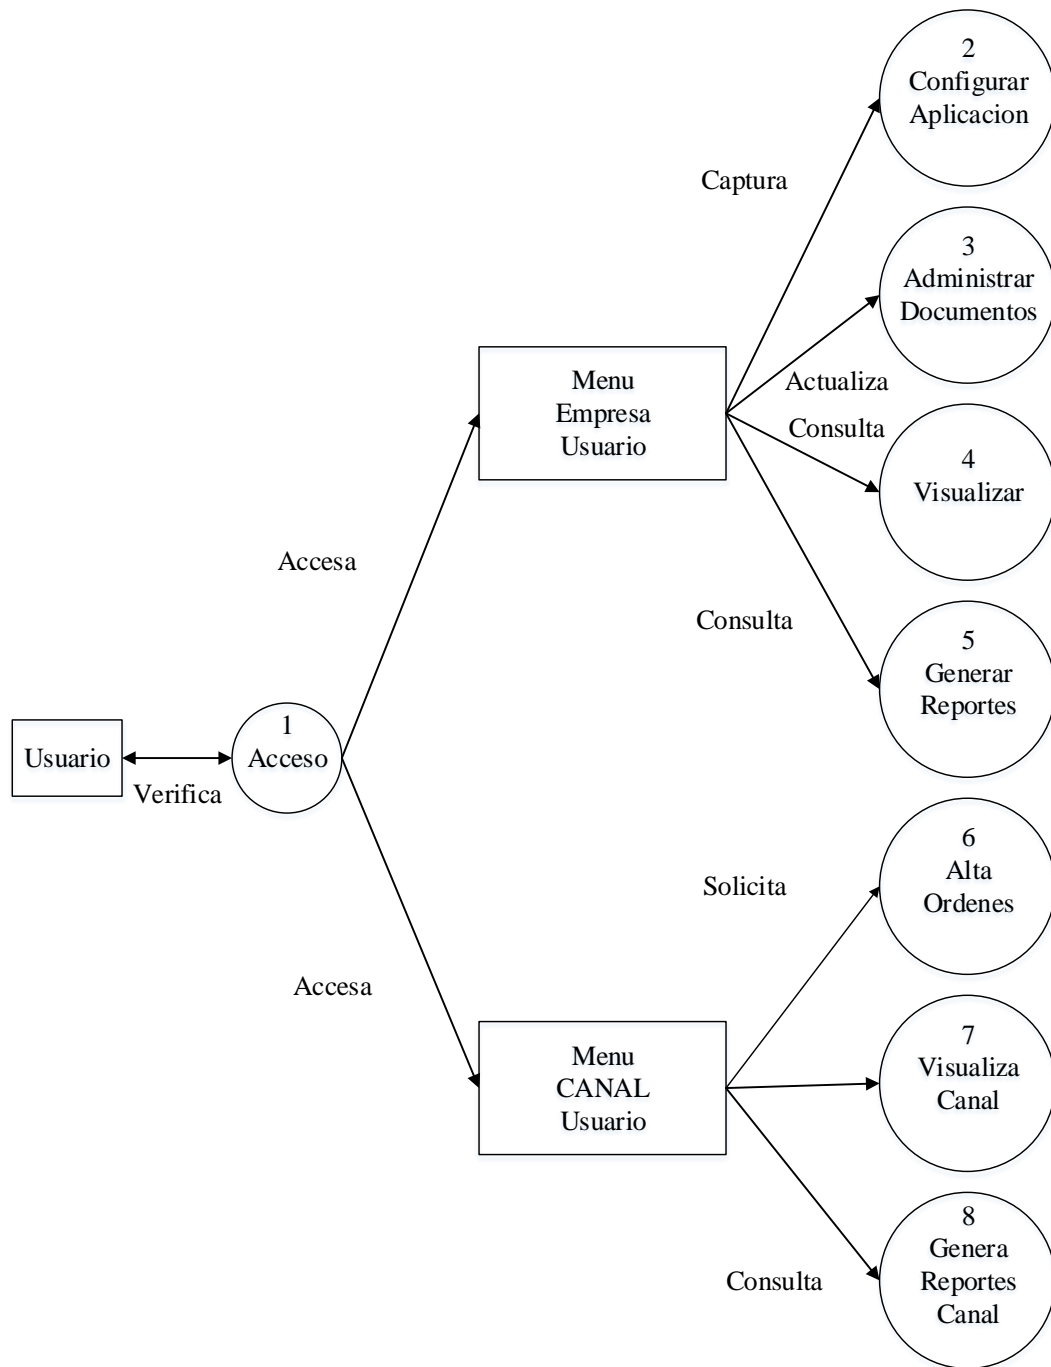 2
Configurar
Aplicacion
Captura
3
Administrar
Documentos
Menu
Empresa
Usuario
Actualiza
Consulta
4
Visualizar
Accesa
Consulta
5
Generar
Reportes
Usuario
Verifica
1
Acceso
6
Alta
Ordenes
Solicita
Accesa
Menu
CANAL
Usuario
7
Visualiza
Canal
8
Genera
Reportes
Canal
Consulta